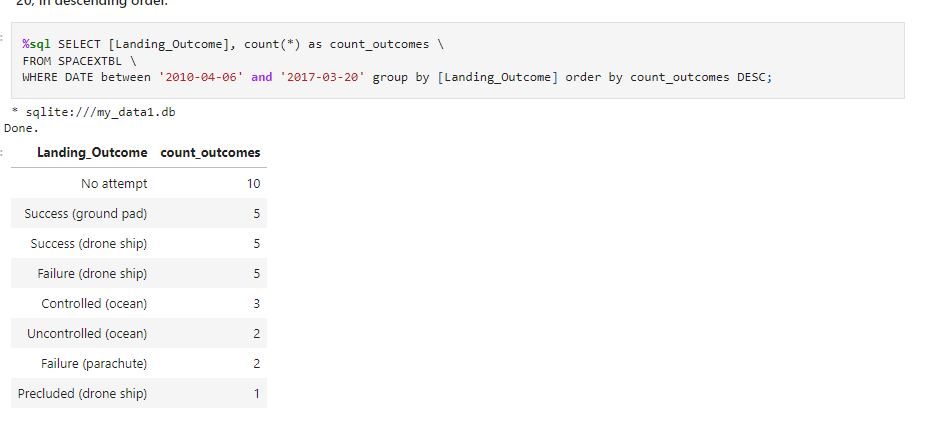 20, in descending order.
%sql SELECT [Landing_Outcome], count(*) as count_outcomes \
FROM SPACEXTBL \
WHERE DATE between '2010-04-06' and '2017-03-20' group by [Landing_Outcome] order by count_outcomes DESC;
* sqlite:///my_data1.db
Done.
Landing_Outcome count_outcomes
No attempt 10
Success (ground pad) 5
Success (drone ship) 5
Failure (drone ship) 5
Controlled (ocean) 3
Uncontrolled (ocean) 2
Failure (parachute) 2
Precluded (drone ship) 1